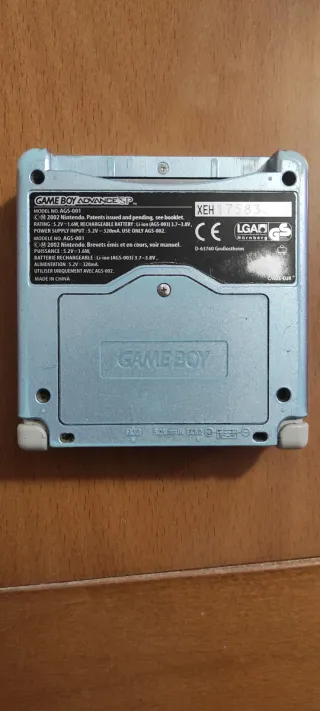 GAME BOY ADVANCE SP
MODEL NO. AGS-001
©Ⓜ 2002 Nintendo. Patents issued and pending, see booklet.
RATING : 5.2V⎓1.6W, RECHARGEABLE BATTERY : Li-ion (AGS-003) 3.7-3.8V ,
POWER SUPPLY INPUT : 5.2V⎓320mA. USE ONLY AGS-002.
MODELE NO AGS-001
©Ⓜ 2002 Nintendo. Brevets émis et en cours, voir manuel.
PUISSANCE : 5.2V⎓1.6W,
BATTERIE RECHARGEABLE : Li-ion (AGS-003) 3.7-3.8V ,
ALIMENTATION : 5.2V⎓320mA.
UTILISER UNIQUEMENT AVEC AGS-002.
MADE IN CHINA
XEH17583
CE
LGA
Nürnberg
GS
D-63760 Großostheim
GAME BOY